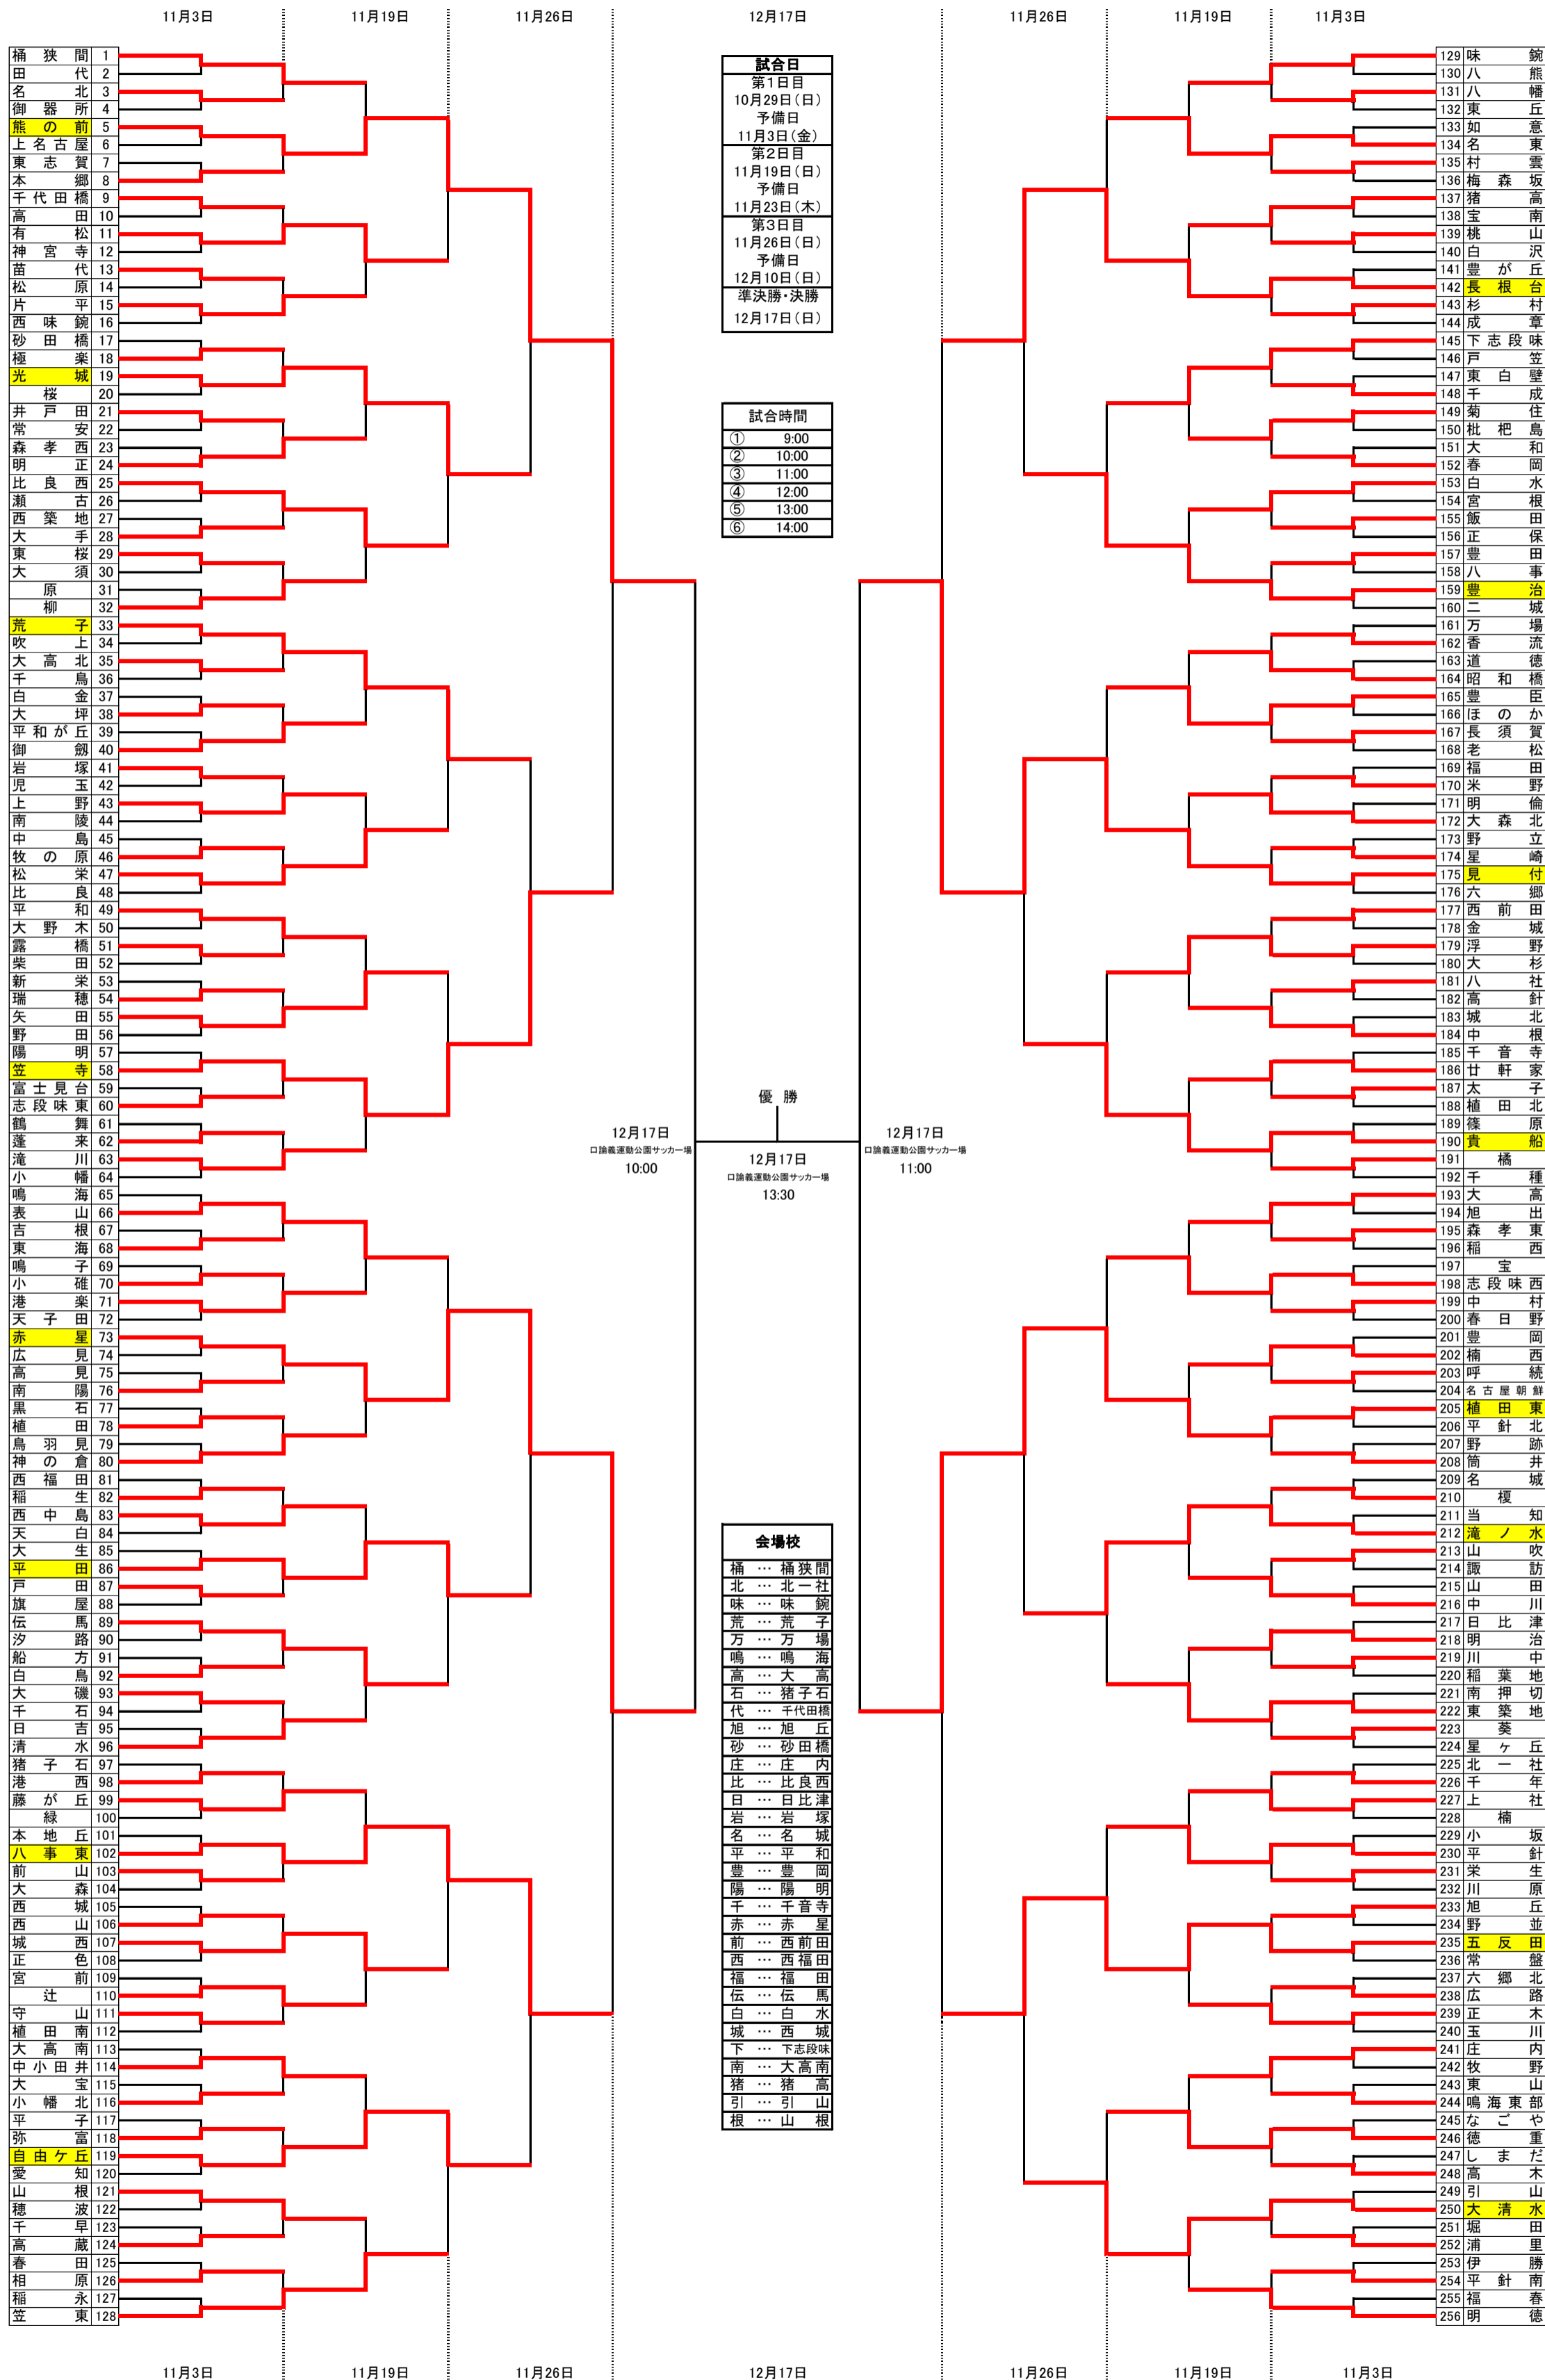 11月3日 11月19日 11月26日 12月17日 11月26日 11月19日 11月3日
桶狭間 1
田代 2
名北 3
御器所 4
熊の前 5
上名古屋 6
東志賀 7
本郷 8
千代田橋 9
高田 10
有松 11
神宮寺 12
苗代 13
松原 14
片平 15
西味鋺 16
砂田橋 17
極楽 18
光城 19
桜 20
井戸田 21
常安 22
森孝西 23
明正 24
比良西 25
瀬古 26
西築地 27
大手 28
東桜 29
大須 30
原 31
柳 32
荒子 33
吹上 34
大高北 35
千鳥 36
白金 37
大坪 38
平和が丘 39
御劔 40
岩塚 41
児玉 42
上野 43
南陵 44
中島 45
牧の原 46
松栄 47
比良 48
平和 49
大野木 50
露橋 51
柴田 52
新栄 53
瑞穂 54
矢田 55
野田 56
陽明 57
笠寺 58
富士見台 59
志段味東 60
鶴舞 61
蓬来 62
滝川 63
小幡 64
鳴海 65
表山 66
吉根 67
東海 68
鳴子 69
小碓 70
港楽 71
天子田 72
赤星 73
広見 74
高見 75
南陽 76
黒石 77
植田 78
鳥羽見 79
神の倉 80
西福田 81
稲生 82
西中島 83
天白 84
大生 85
平田 86
戸田 87
旗屋 88
伝馬 89
汐路 90
船方 91
白鳥 92
大磯 93
千石 94
日吉 95
清水 96
猪子石 97
港西 98
藤が丘 99
緑 100
本地丘 101
八事東 102
前山 103
大森 104
西城 105
西山 106
城西 107
正色 108
宮前 109
辻 110
守山 111
植田南 112
大高南 113
中小田井 114
大宝 115
小幡北 116
平子 117
弥富 118
自由ケ丘 119
愛知 120
山根 121
穂波 122
千早 123
高蔵 124
春田 125
相原 126
稲永 127
笠東 128
試合日
第1日目
10月29日(日)
予備日
11月3日(金)
第2日目
11月19日(日)
予備日
11月23日(木)
第3日目
11月26日(日)
予備日
12月10日(日)
準決勝・決勝
12月17日(日)
試合時間
① 9:00
② 10:00
③ 11:00
④ 12:00
⑤ 13:00
⑥ 14:00
優勝
12月17日
口論義運動公園サッカー場
10:00
12月17日
口論義運動公園サッカー場
13:30
12月17日
口論義運動公園サッカー場
11:00
会場校
桶 … 桶狭間
北 … 北一社
味 … 味鋺
荒 … 荒子
万 … 万場
鳴 … 鳴海
高 … 大高
石 … 猪子石
代 … 千代田橋
旭 … 旭丘
砂 … 砂田橋
庄 … 庄内
比 … 比良西
日 … 日比津
岩 … 岩塚
名 … 名城
平 … 平和
豊 … 豊岡
陽 … 陽明
千 … 千音寺
赤 … 赤星
前 … 西前田
西 … 西福田
福 … 福田
伝 … 伝馬
白 … 白水
城 … 西城
下 … 下志段味
南 … 大高南
猪 … 猪高
引 … 引山
根 … 山根
129 味鋺
130 八熊
131 八幡
132 東丘
133 如意
134 名東
135 村雲
136 梅森坂
137 猪高
138 宝南
139 桃山
140 白沢
141 豊が丘
142 長根台
143 杉村
144 成章
145 下志段味
146 戸笠
147 東白壁
148 千成
149 菊住
150 枇杷島
151 大和
152 春岡
153 白水
154 宮根
155 飯田
156 正保
157 豊田
158 八事
159 豊治
160 二城
161 万場
162 香流
163 道徳
164 昭和橋
165 豊臣
166 ほのか
167 長須賀
168 老松
169 福田
170 米野
171 明倫
172 大森北
173 野立
174 星崎
175 見付
176 六郷
177 西前田
178 金城
179 浮野
180 大杉
181 八社
182 高針
183 城北
184 中根
185 千音寺
186 廿軒家
187 太子
188 植田北
189 篠原
190 貴船
191 橘
192 千種
193 大高
194 旭出
195 森孝東
196 稲西
197 宝
198 志段味西
199 中村
200 春日野
201 豊岡
202 楠西
203 呼続
204 名古屋朝鮮
205 植田東
206 平針北
207 野跡
208 筒井
209 名城
210 榎
211 当知
212 滝ノ水
213 山吹
214 諏訪
215 山田
216 中川
217 日比津
218 明治
219 川中
220 稲葉地
221 南押切
222 東築地
223 葵
224 星ヶ丘
225 北一社
226 千年
227 上社
228 楠
229 小坂
230 平針
231 栄生
232 川原
233 旭丘
234 野並
235 五反田
236 常盤
237 六郷北
238 広路
239 正木
240 玉川
241 庄内
242 牧野
243 東山
244 鳴海東部
245 なごや
246 徳重
247 しまだ
248 高木
249 引山
250 大清水
251 堀田
252 浦里
253 伊勝
254 平針南
255 福春
256 明徳
11月3日 11月19日 11月26日 12月17日 11月26日 11月19日 11月3日